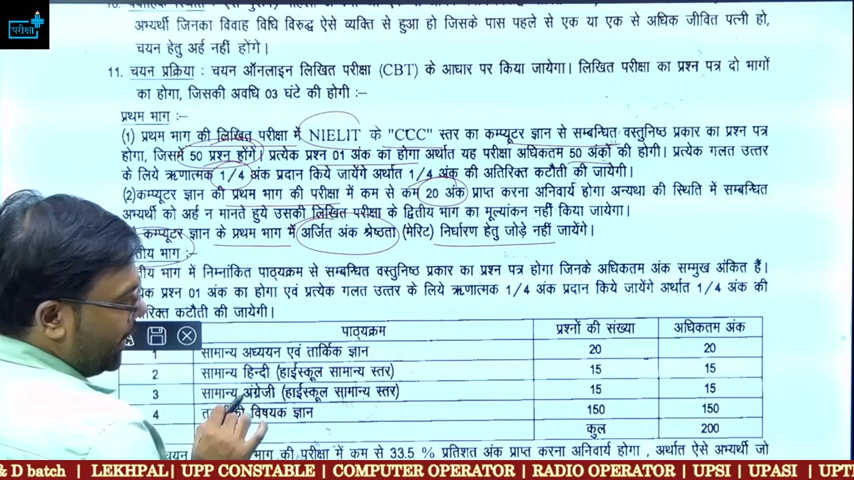 परीक्षा
अभ्यर्थी जिनका विवाह विधि विरुद्ध ऐसे व्यक्ति से हुआ हो जिसके पास पहले से एक या एक से अधिक जीवित पत्नी हो,
चयन हेतु अर्ह नहीं होंगे।
11. चयन प्रक्रिया : चयन ऑनलाइन लिखित परीक्षा (CBT) के आधार पर किया जायेगा। लिखित परीक्षा का प्रश्न पत्र दो भागों
का होगा, जिसकी अवधि 03 घंटे की होगी :–
प्रथम भाग :–
(1) प्रथम भाग की लिखित परीक्षा में NIELIT के "CCC" स्तर का कम्प्यूटर ज्ञान से सम्बन्धित वस्तुनिष्ठ प्रकार का प्रश्न पत्र
होगा, जिसमें 50 प्रश्न होंगे। प्रत्येक प्रश्न 01 अंक का होगा अर्थात यह परीक्षा अधिकतम 50 अंकों की होगी। प्रत्येक गलत उत्तर
के लिये ऋणात्मक 1/4 अंक प्रदान किये जायेंगे अर्थात 1/4 अंक की अतिरिक्त कटौती की जायेगी।
(2)कम्प्यूटर ज्ञान की प्रथम भाग की परीक्षा में कम से कम 20 अंक प्राप्त करना अनिवार्य होगा अन्यथा की स्थिति में सम्बन्धित
अभ्यर्थी को अर्ह न मानते हुये उसकी लिखित परीक्षा के द्वितीय भाग का मूल्यांकन नहीं किया जायेगा।
कम्प्यूटर ज्ञान के प्रथम भाग में अर्जित अंक श्रेष्ठता (मेरिट) निर्धारण हेतु जोड़े नहीं जायेंगे।
तीय भाग :–
तीय भाग में निम्नांकित पाठ्यक्रम से सम्बन्धित वस्तुनिष्ठ प्रकार का प्रश्न पत्र होगा जिनके अधिकतम अंक सम्मुख अंकित हैं।
येक प्रश्न 01 अंक का होगा एवं प्रत्येक गलत उत्तर के लिये ऋणात्मक 1/4 अंक प्रदान किये जायेंगे अर्थात 1/4 अंक की
तिरिक्त कटौती की जायेगी।
पाठ्यक्रम प्रश्नों की संख्या अधिकतम अंक
1 सामान्य अध्ययन एवं तार्किक ज्ञान 20 20
2 सामान्य हिन्दी (हाईस्कूल सामान्य स्तर) 15 15
3 सामान्य अंग्रेजी (हाईस्कूल सामान्य स्तर) 15 15
4 विषयक ज्ञान 150 150
कुल 200
चयन भाग की परीक्षा में कम से 33.5 % प्रतिशत अंक प्राप्त करना अनिवार्य होगा , अर्थात ऐसे अभ्यर्थी जो
& D batch | LEKHPAL| UPP CONSTABLE | COMPUTER OPERATOR | RADIO OPERATOR | UPSI | UPASI | UPT